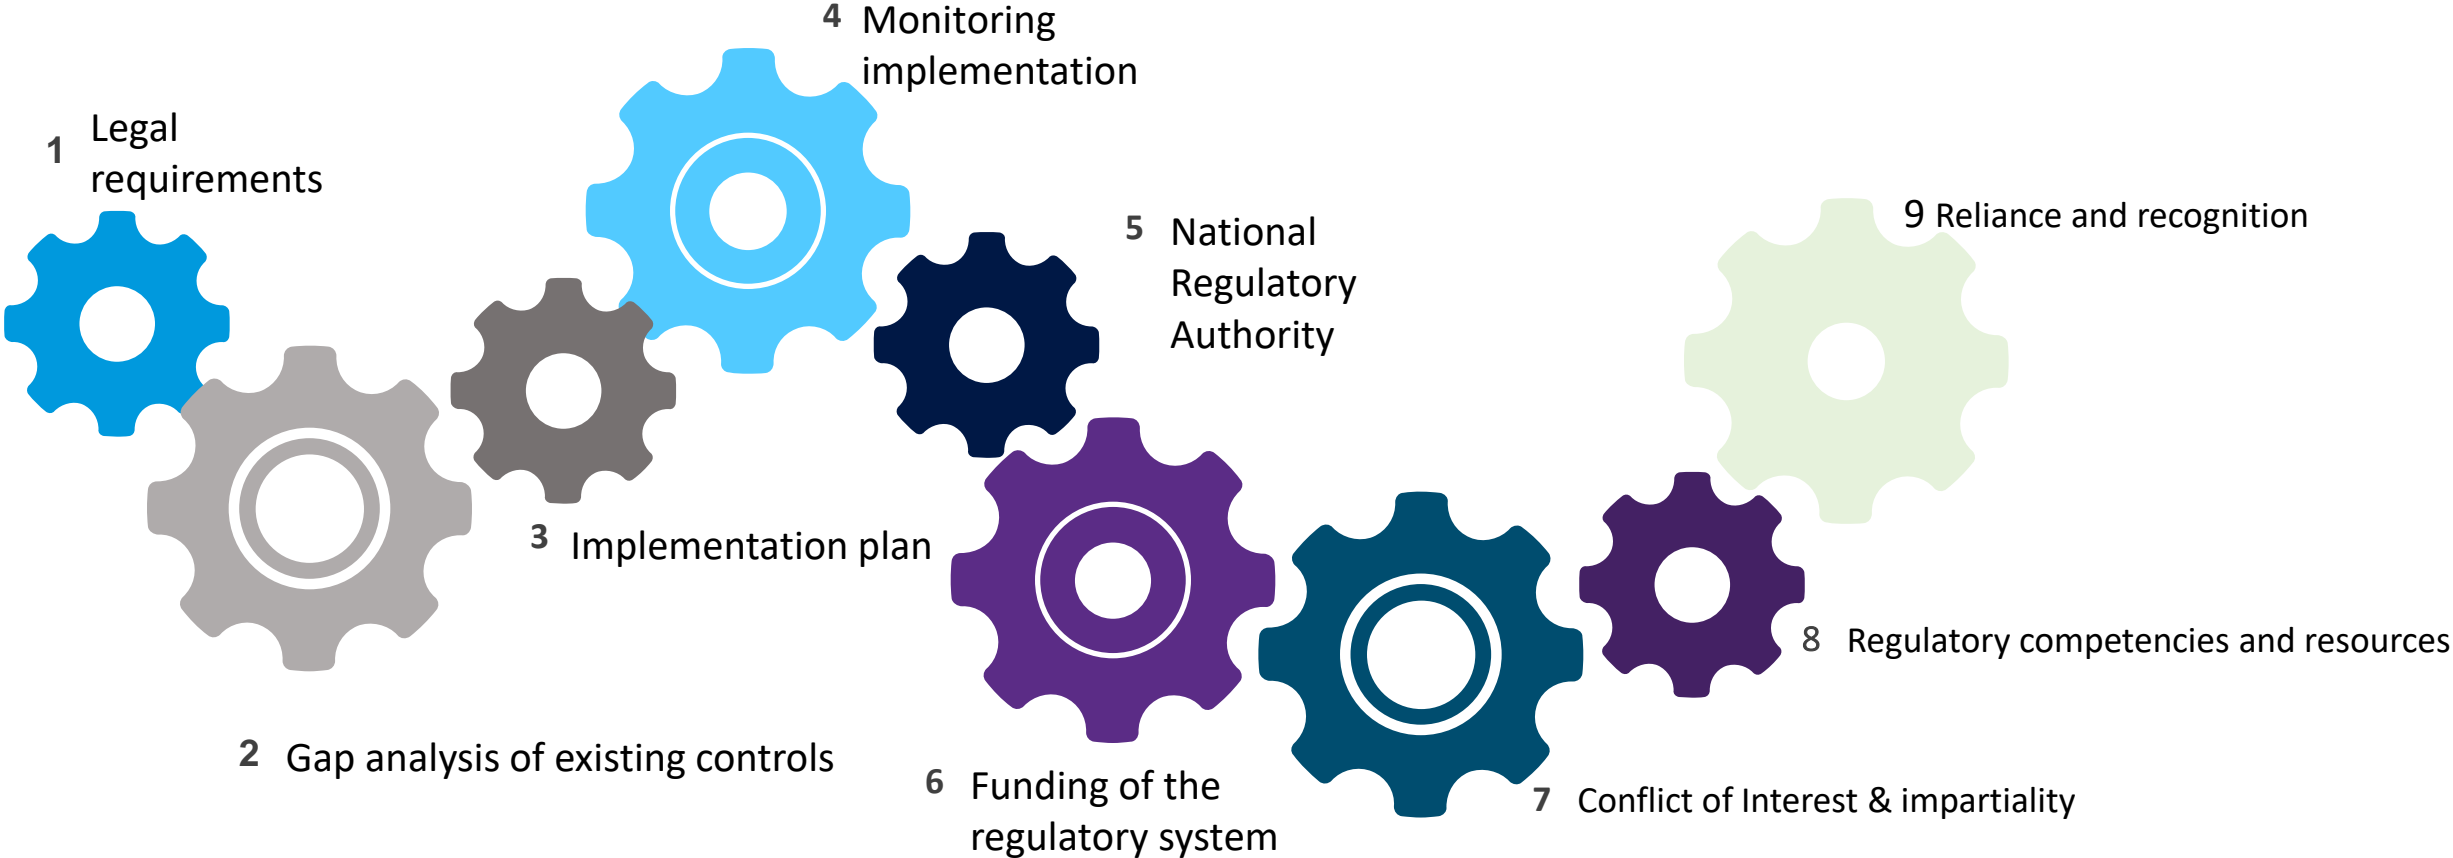 1 Legal
requirements
2 Gap analysis of existing controls
3 Implementation plan
4 Monitoring
implementation
5 National
Regulatory
Authority
6 Funding of the
regulatory system
7 Conflict of Interest & impartiality
8 Regulatory competencies and resources
9 Reliance and recognition